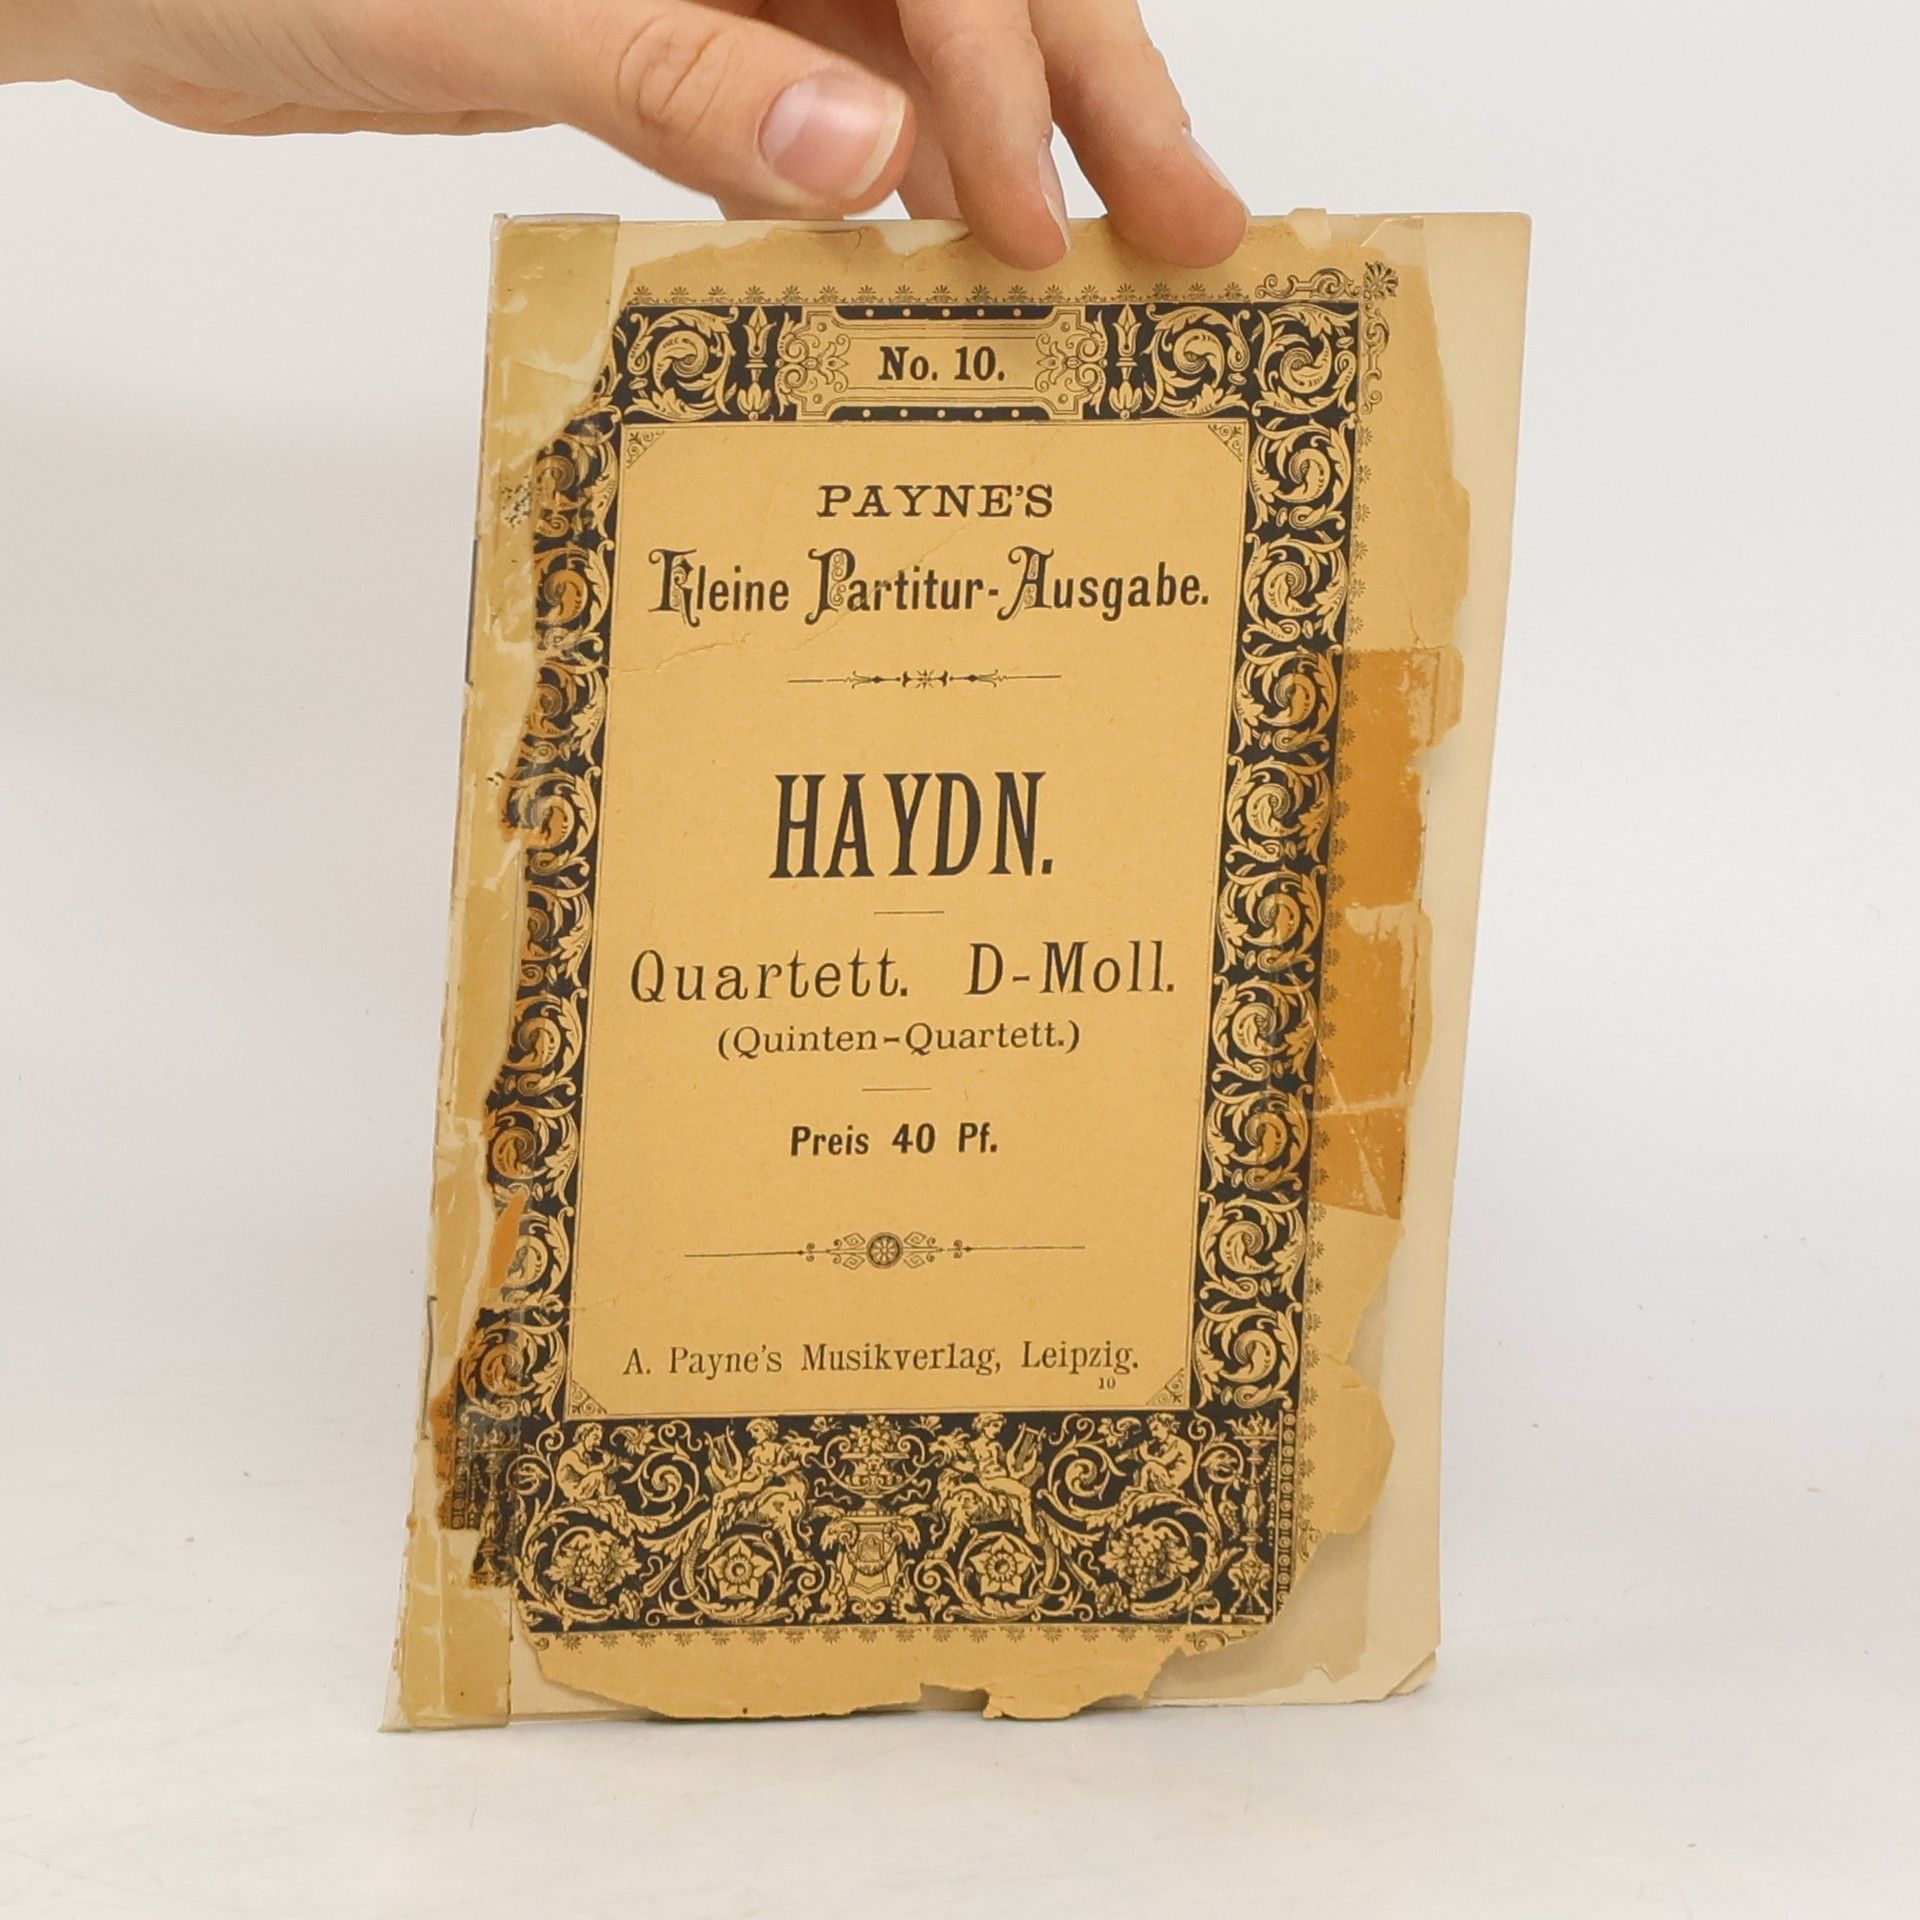 No. 10.
PAYNE'S
Kleine Partitur-Ausgabe.
HAYDN.
Quartett. D-Moll.
(Quinten-Quartett.)
Preis 40 Pf.
A. Payne's Musikverlag, Leipzig.
10